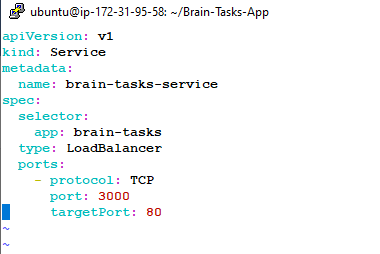 ubuntu@ip-172-31-95-58: ~/Brain-Tasks-App
apiVersion: v1
kind: Service
metadata:
  name: brain-tasks-service
spec:
  selector:
    app: brain-tasks
  type: LoadBalancer
  ports:
    - protocol: TCP
      port: 3000
      targetPort: 80
~
~